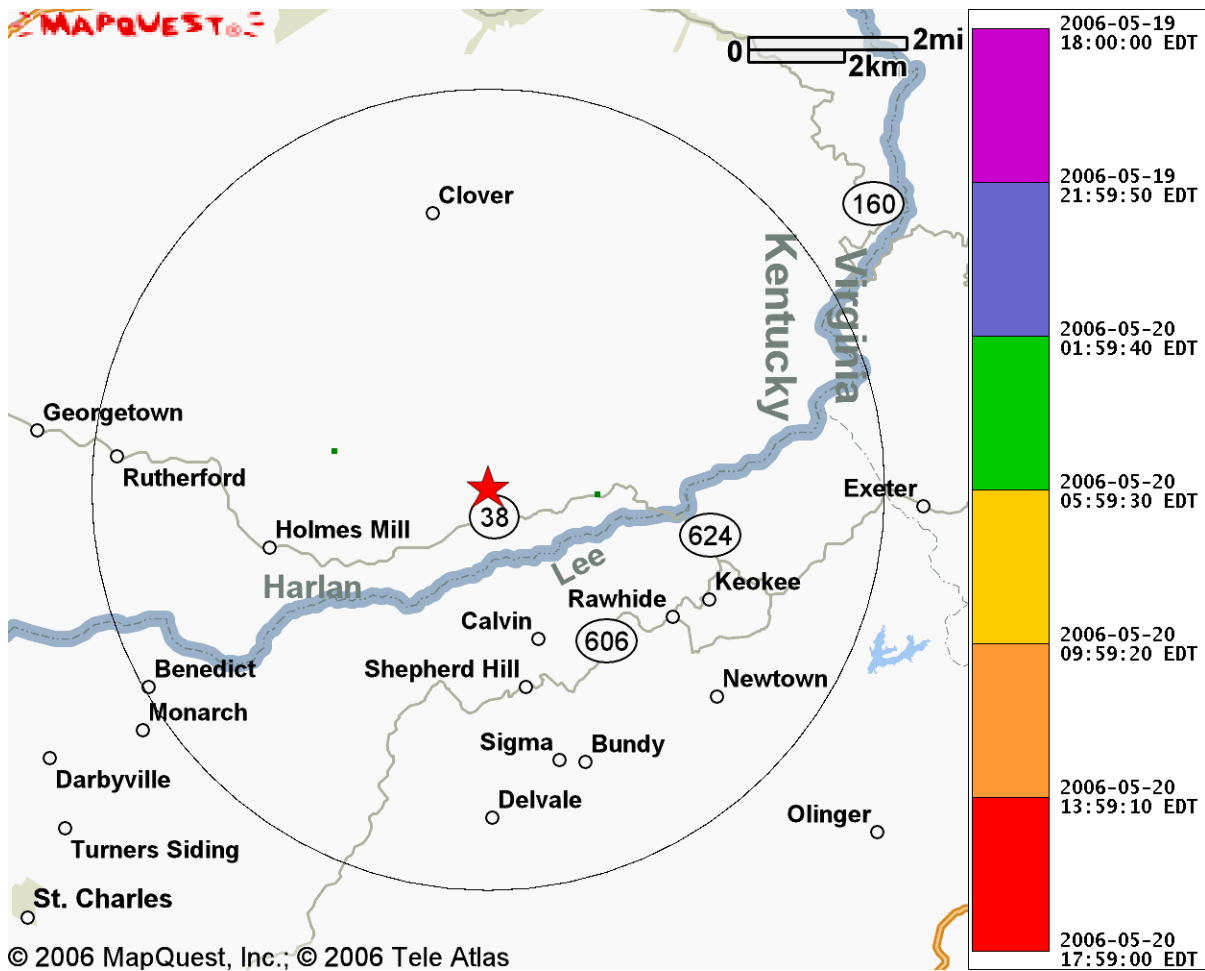 MAPQUEST
0
2mi
2km
2006-05-19
18:00:00 EDT
Clover
160
2006-05-19
21:59:50 EDT
Kentucky
Virginia
2006-05-20
01:59:40 EDT
Georgetown
Rutherford
2006-05-20
05:59:30 EDT
Exeter
38
Holmes Mill
624
Lee
Harlan
Keokee
Rawhide
Calvin
606
2006-05-20
09:59:20 EDT
Benedict
Shepherd Hill
Newtown
Monarch
Sigma
Bundy
Darbyville
Delvale
2006-05-20
13:59:10 EDT
Olinger
Turners Siding
St. Charles
2006-05-20
17:59:00 EDT
© 2006 MapQuest, Inc.; © 2006 Tele Atlas